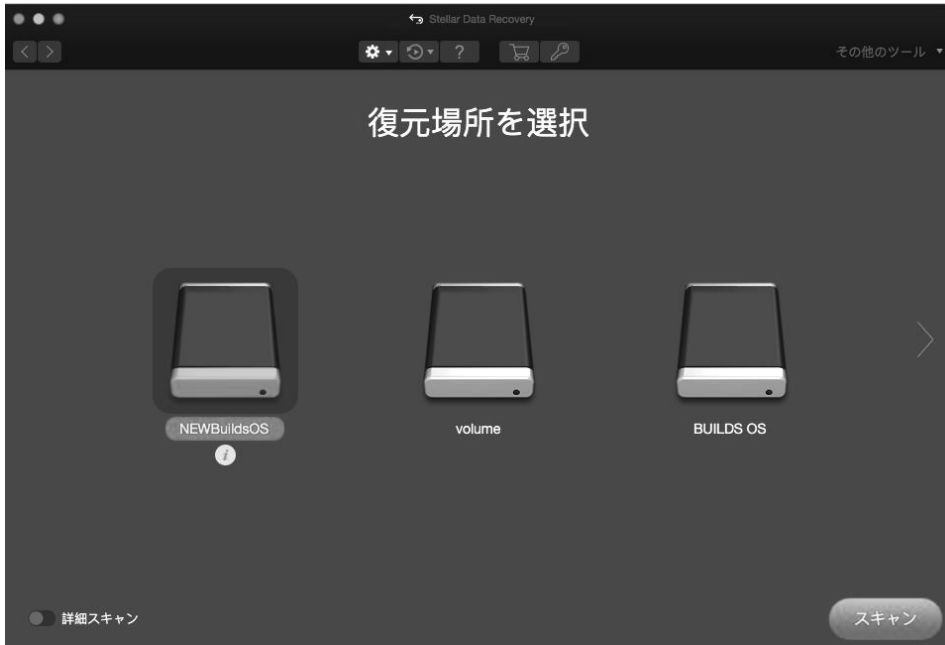 Stellar Data Recovery
?
その他のツール
復元場所を選択
NEWBuildsOS
volume
BUILDS OS
i
詳細スキャン
スキャン